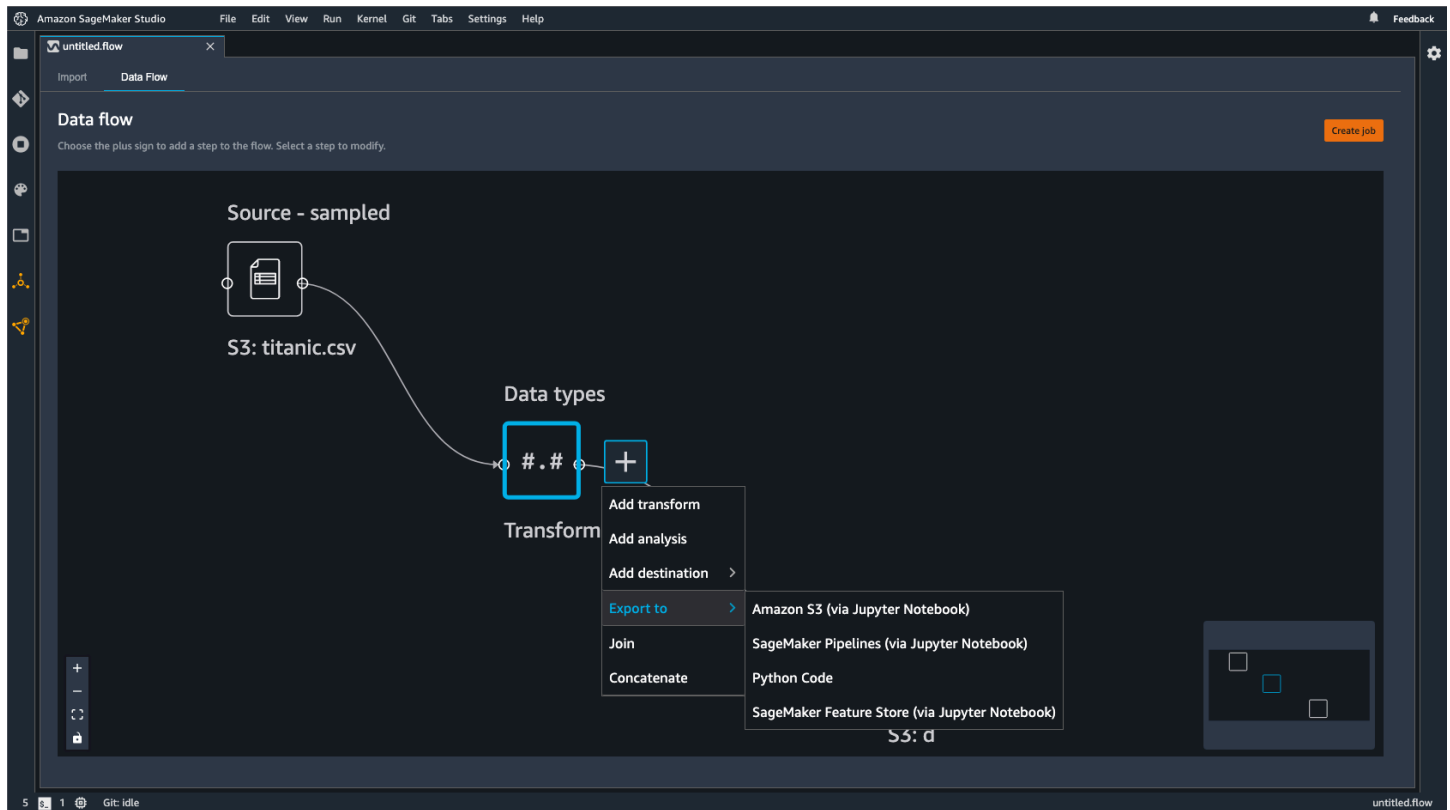 Amazon SageMaker Studio File Edit View Run Kernel Git Tabs Settings Help Feedback
untitled.flow
Import Data Flow
Data flow
Create job
Choose the plus sign to add a step to the flow. Select a step to modify.
Source - sampled
S3: titanic.csv
Data types
#.#
Transform
Add transform
Add analysis
Add destination
Export to
Join
Concatenate
Amazon S3 (via Jupyter Notebook)
SageMaker Pipelines (via Jupyter Notebook)
Python Code
SageMaker Feature Store (via Jupyter Notebook)
S3: d
5 $_ 1 Git: idle untitled.flow